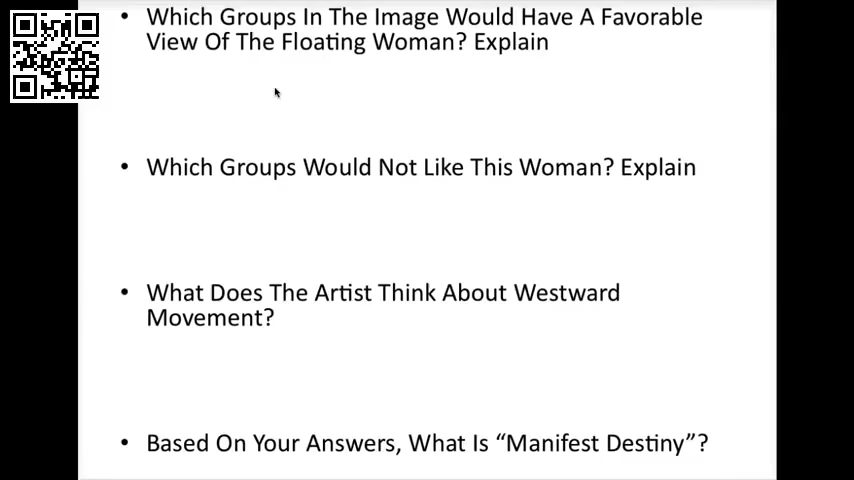 • Which Groups In The Image Would Have A Favorable
View Of The Floating Woman? Explain
• Which Groups Would Not Like This Woman? Explain
• What Does The Artist Think About Westward
Movement?
• Based On Your Answers, What Is “Manifest Destiny”?